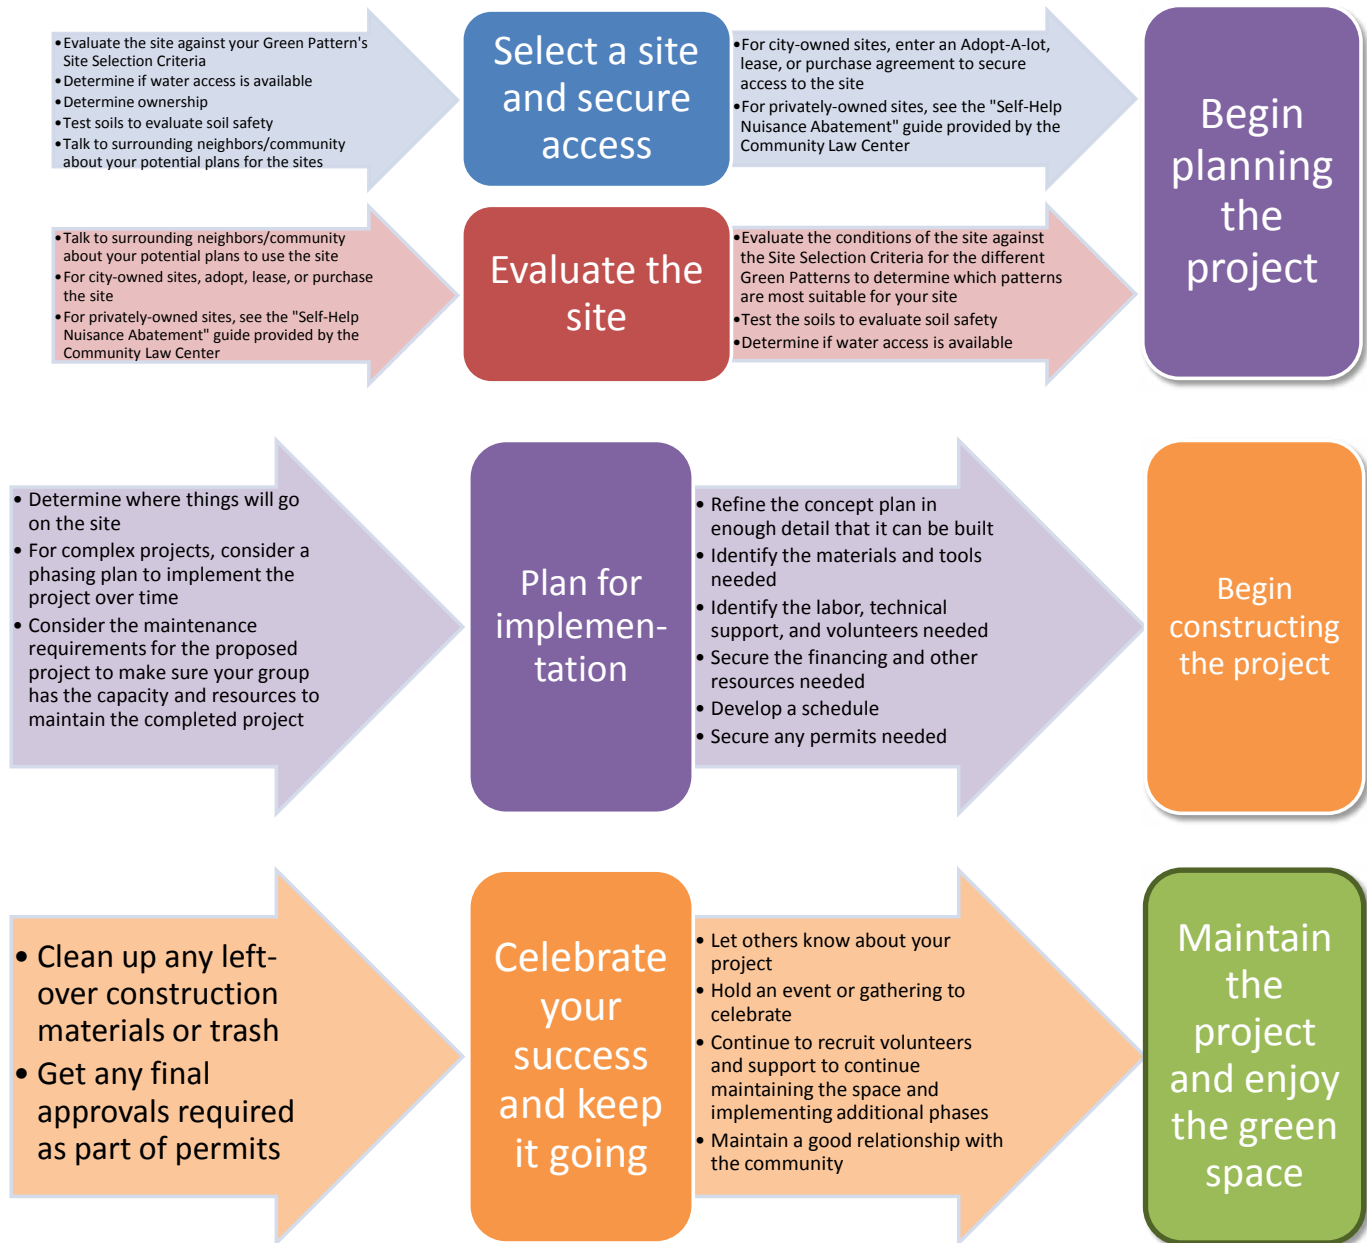 •Evaluate the site against your Green Pattern's
Site Selection Criteria
•Determine if water access is available
•Determine ownership
•Test soils to evaluate soil safety
•Talk to surrounding neighbors/community
about your potential plans for the sites
Select a site
and secure
access
•For city-owned sites, enter an Adopt-A-lot,
lease, or purchase agreement to secure
access to the site
•For privately-owned sites, see the "Self-Help
Nuisance Abatement" guide provided by the
Community Law Center
Begin
planning
the
project
•Talk to surrounding neighbors/community
about your potential plans to use the site
•For city-owned sites, adopt, lease, or purchase
the site
•For privately-owned sites, see the "Self-Help
Nuisance Abatement" guide provided by the
Community Law Center
Evaluate the
site
•Evaluate the conditions of the site against
the Site Selection Criteria for the different
Green Patterns to determine which patterns
are most suitable for your site
•Test the soils to evaluate soil safety
•Determine if water access is available
• Determine where things will go
on the site
• For complex projects, consider a
phasing plan to implement the
project over time
• Consider the maintenance
requirements for the proposed
project to make sure your group
has the capacity and resources to
maintain the completed project
Plan for
implemen-
tation
• Refine the concept plan in
enough detail that it can be built
• Identify the materials and tools
needed
• Identify the labor, technical
support, and volunteers needed
• Secure the financing and other
resources needed
• Develop a schedule
• Secure any permits needed
Begin
constructing
the project
• Clean up any left-
over construction
materials or trash
• Get any final
approvals required
as part of permits
Celebrate
your
success
and keep
it going
• Let others know about your
project
• Hold an event or gathering to
celebrate
• Continue to recruit volunteers
and support to continue
maintaining the space and
implementing additional phases
• Maintain a good relationship with
the community
Maintain
the
project
and enjoy
the green
space